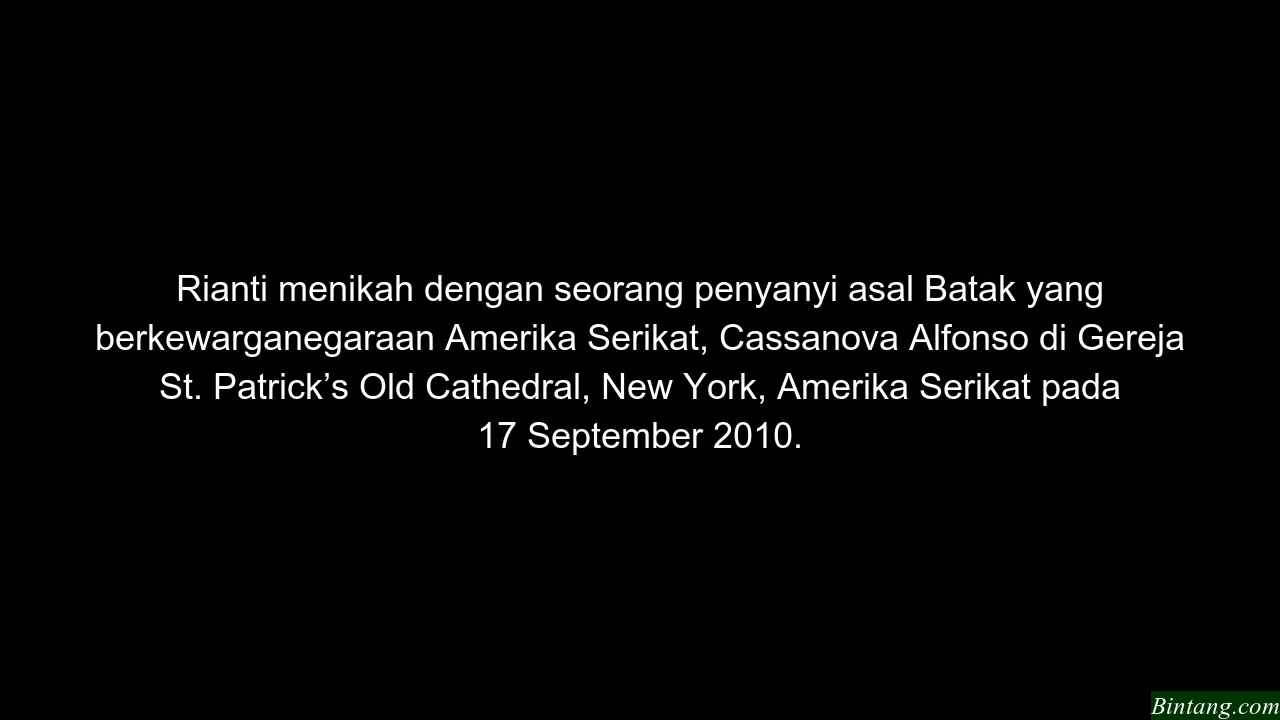 Rianti menikah dengan seorang penyanyi asal Batak yang
berkewarganegaraan Amerika Serikat, Cassanova Alfonso di Gereja
St. Patrick’s Old Cathedral, New York, Amerika Serikat pada
17 September 2010.
Bintang.com